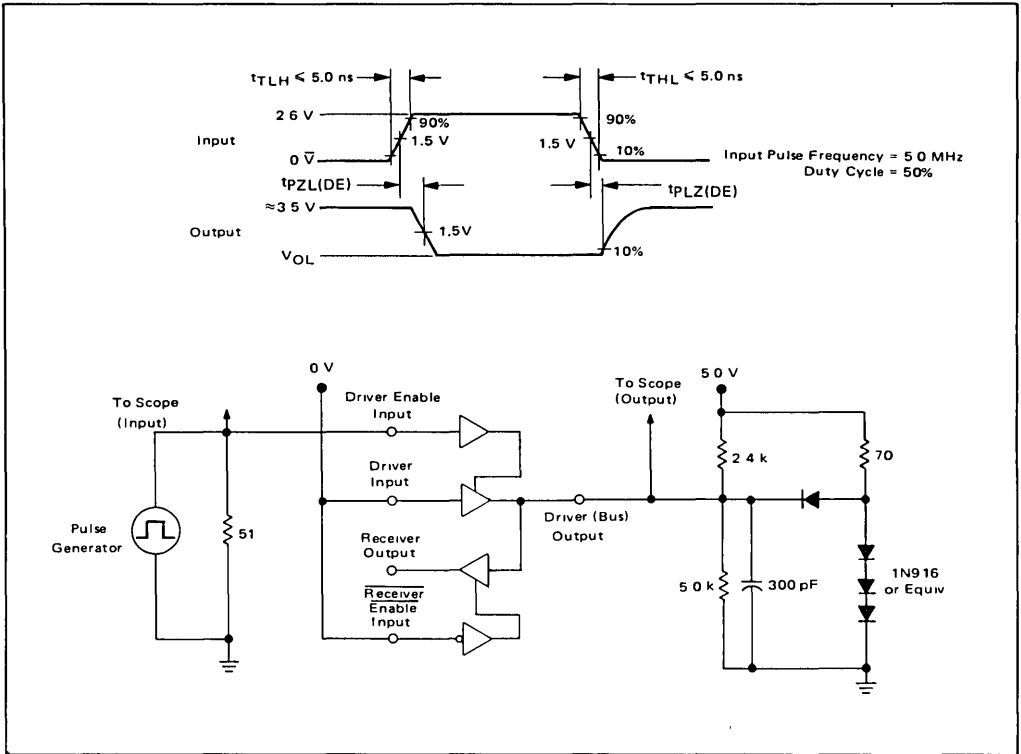 tTLH ≤ 5.0 ns
tTHL ≤ 5.0 ns
2 6 V
90%
90%
Input
1.5 V
1.5 V
0 V
10%
Input Pulse Frequency = 5 0 MHz
Duty Cycle = 50%
tPZL(DE)
tPLZ(DE)
≈3 5 V
Output
1.5V
VOL
10%
0 V
5 0 V
To Scope
(Input)
Driver Enable
Input
To Scope
(Output)
2 4 k
70
Driver
Input
Driver (Bus)
Output
Pulse
Generator
51
Receiver
Output
5 0 k
300 pF
1N916
or Equiv
Receiver
Enable
Input